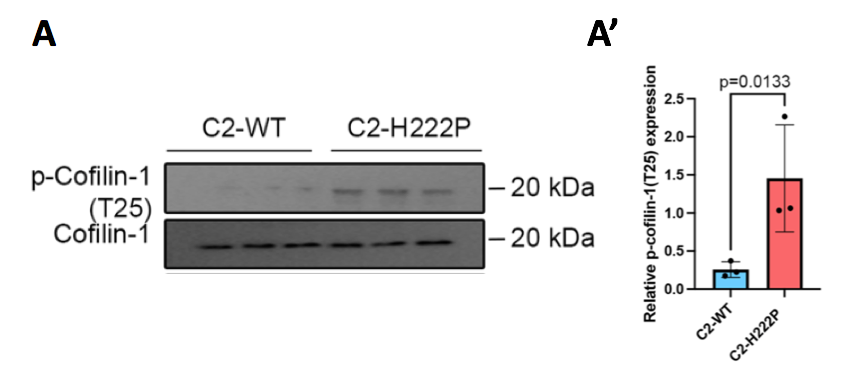 A
A’
C2-WT
C2-H222P
p-Cofilin-1
(T25)
20 kDa
Cofilin-1
20 kDa
p=0.0133
Relative p-cofilin-1(T25) expression
2.5
2.0
1.5
1.0
0.5
0.0
C2-WT
C2-H222P